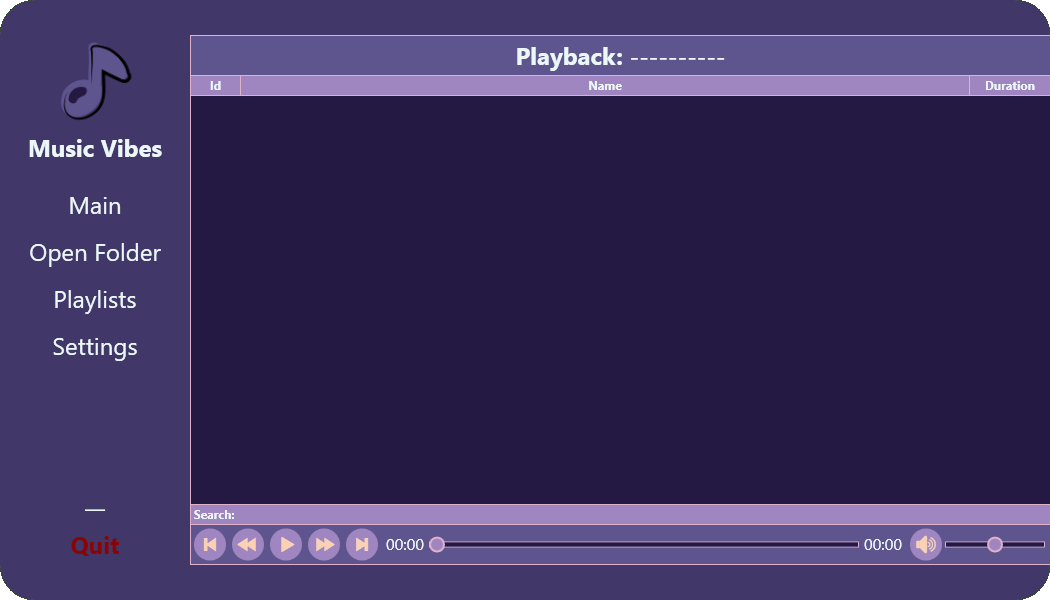 Playback: ----------
Id Name Duration
Music Vibes
Main
Open Folder
Playlists
Settings
—
Quit
Search:
00:00 00:00